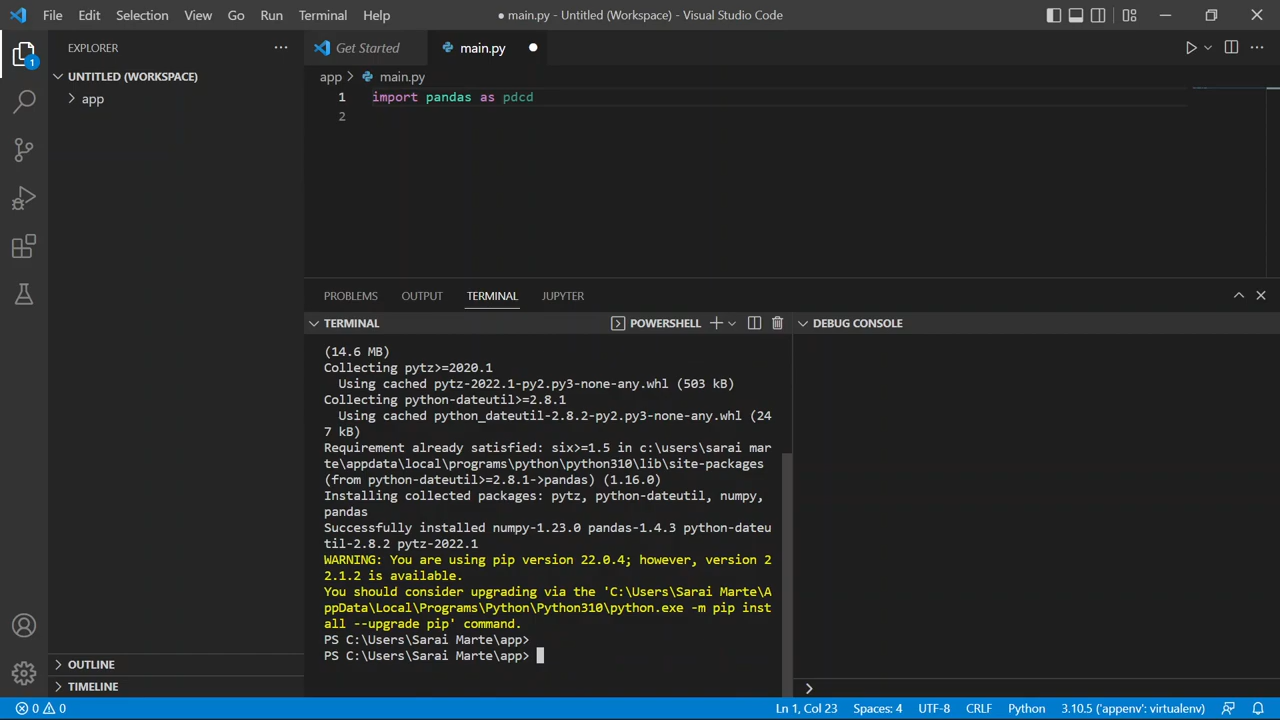 File Edit Selection View Go Run Terminal Help ● main.py - Untitled (Workspace) - Visual Studio Code
EXPLORER
Get Started main.py
UNTITLED (WORKSPACE)
app
1
app main.py
1 import pandas as pdcd
2
PROBLEMS OUTPUT TERMINAL JUPYTER
TERMINAL POWERSHELL DEBUG CONSOLE
(14.6 MB)
Collecting pytz>=2020.1
Using cached pytz-2022.1-py2.py3-none-any.whl (503 kB)
Collecting python-dateutil>=2.8.1
Using cached python_dateutil-2.8.2-py2.py3-none-any.whl (24
7 kB)
Requirement already satisfied: six>=1.5 in c:\users\sarai mar
te\appdata\local\programs\python\python310\lib\site-packages
(from python-dateutil>=2.8.1->pandas) (1.16.0)
Installing collected packages: pytz, python-dateutil, numpy,
pandas
Successfully installed numpy-1.23.0 pandas-1.4.3 python-dateu
til-2.8.2 pytz-2022.1
WARNING: You are using pip version 22.0.4; however, version 2
2.1.2 is available.
You should consider upgrading via the 'C:\Users\Sarai Marte\A
ppData\Local\Programs\Python\Python310\python.exe -m pip inst
all --upgrade pip' command.
PS C:\Users\Sarai Marte\app>
PS C:\Users\Sarai Marte\app>
OUTLINE
TIMELINE
0 0 Ln 1, Col 23 Spaces: 4 UTF-8 CRLF Python 3.10.5 ('appenv': virtualenv)